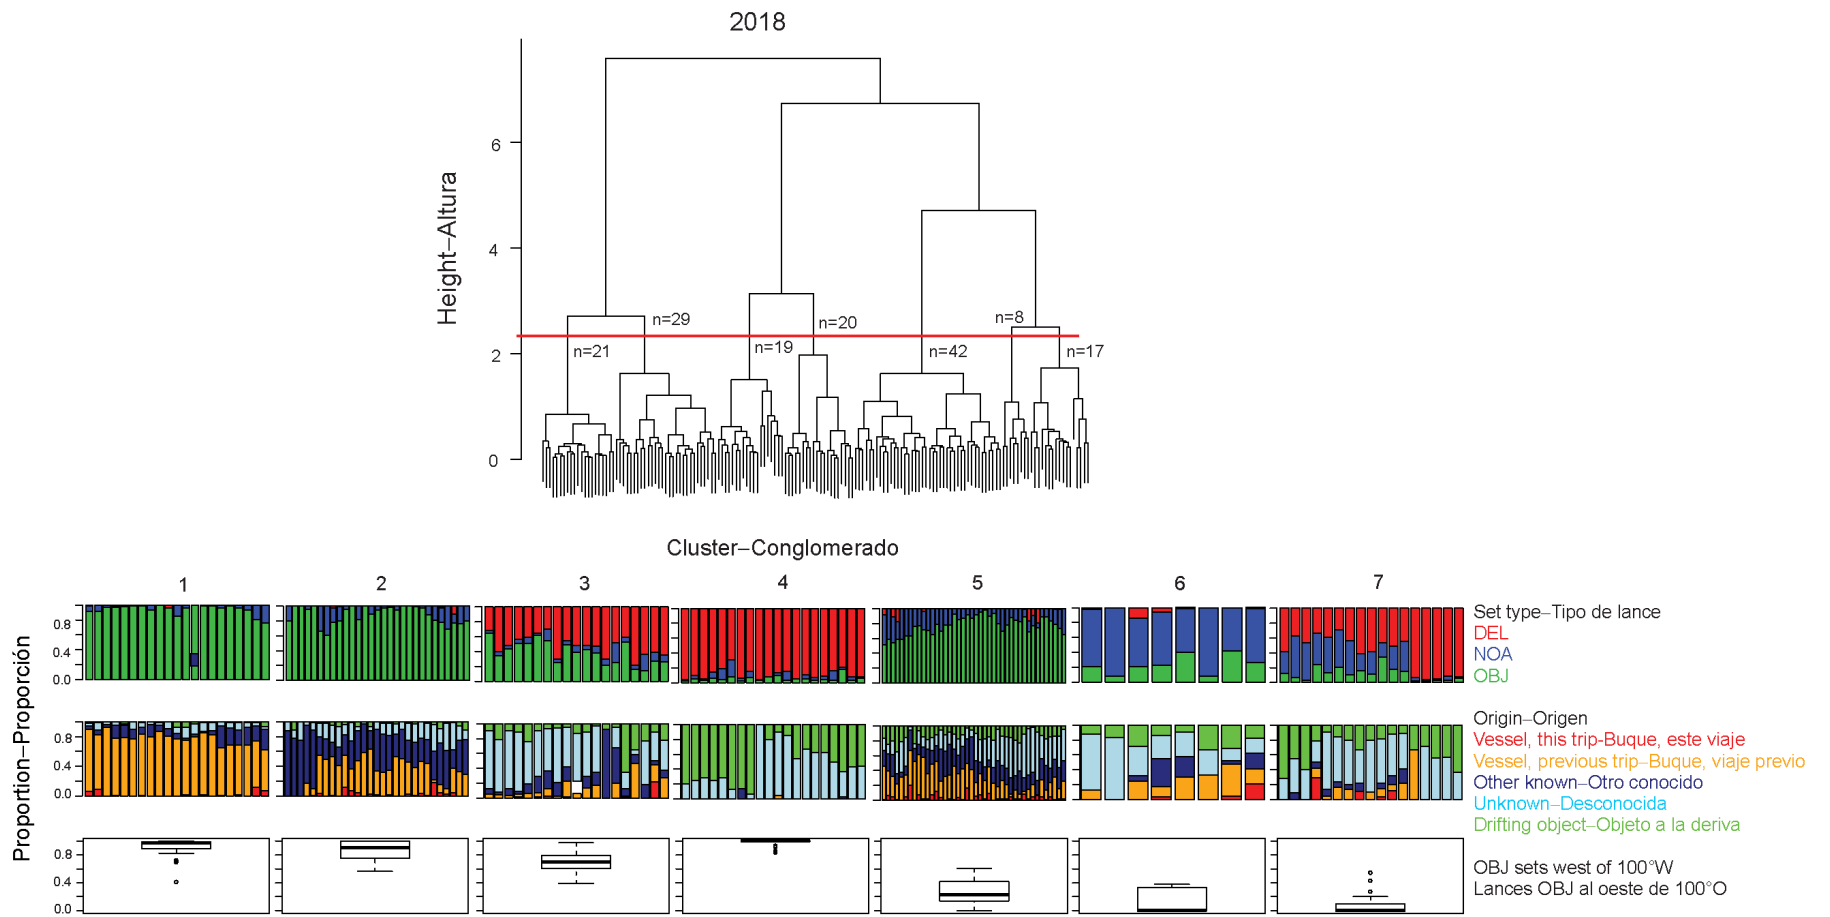 2018
Height–Altura
6
4
2
0
n=29
n=21
n=20
n=19
n=42
n=8
n=17
Cluster–Conglomerado
1 2 3 4 5 6 7
Proportion–Proporción
0.8
0.4
0.0
Set type–Tipo de lance
DEL
NOA
OBJ
0.8
0.4
0.0
Origin–Origen
Vessel, this trip-Buque, este viaje
Vessel, previous trip–Buque, viaje previo
Other known–Otro conocido
Unknown–Desconocida
Drifting object–Objeto a la deriva
0.8
0.4
0.0
OBJ sets west of 100°W
Lances OBJ al oeste de 100°O